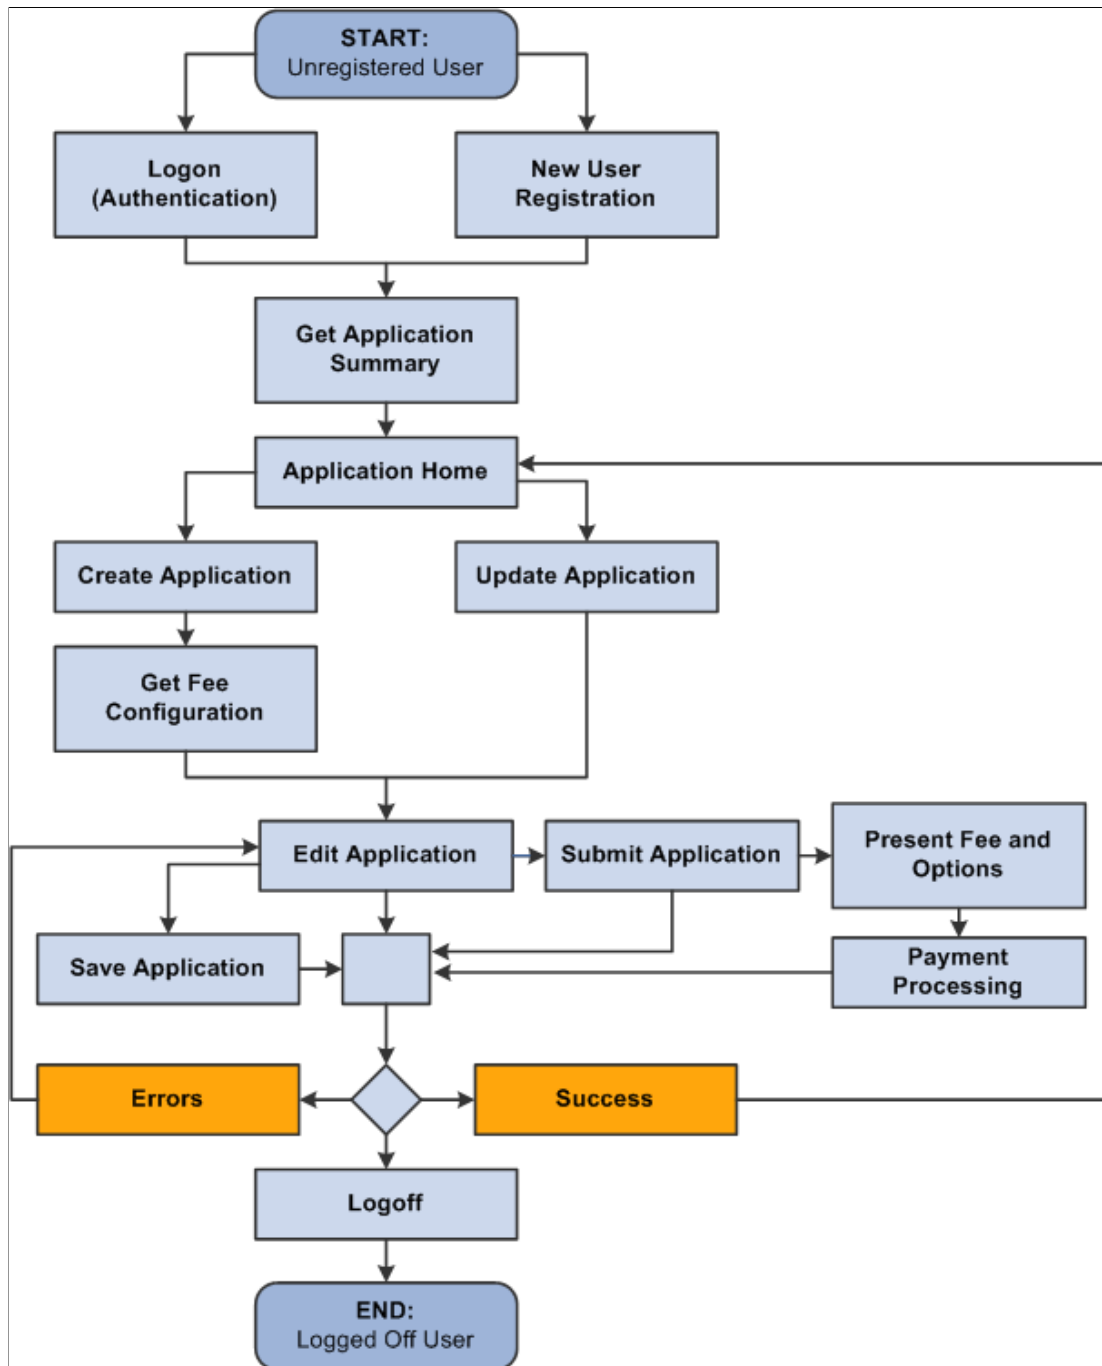 START:
Unregistered User
Logon
(Authentication)
New User
Registration
Get Application
Summary
Application Home
Create Application
Update Application
Get Fee
Configuration
Edit Application
Submit Application
Present Fee and
Options
Save Application
Payment
Processing
Errors
Success
Logoff
END:
Logged Off User